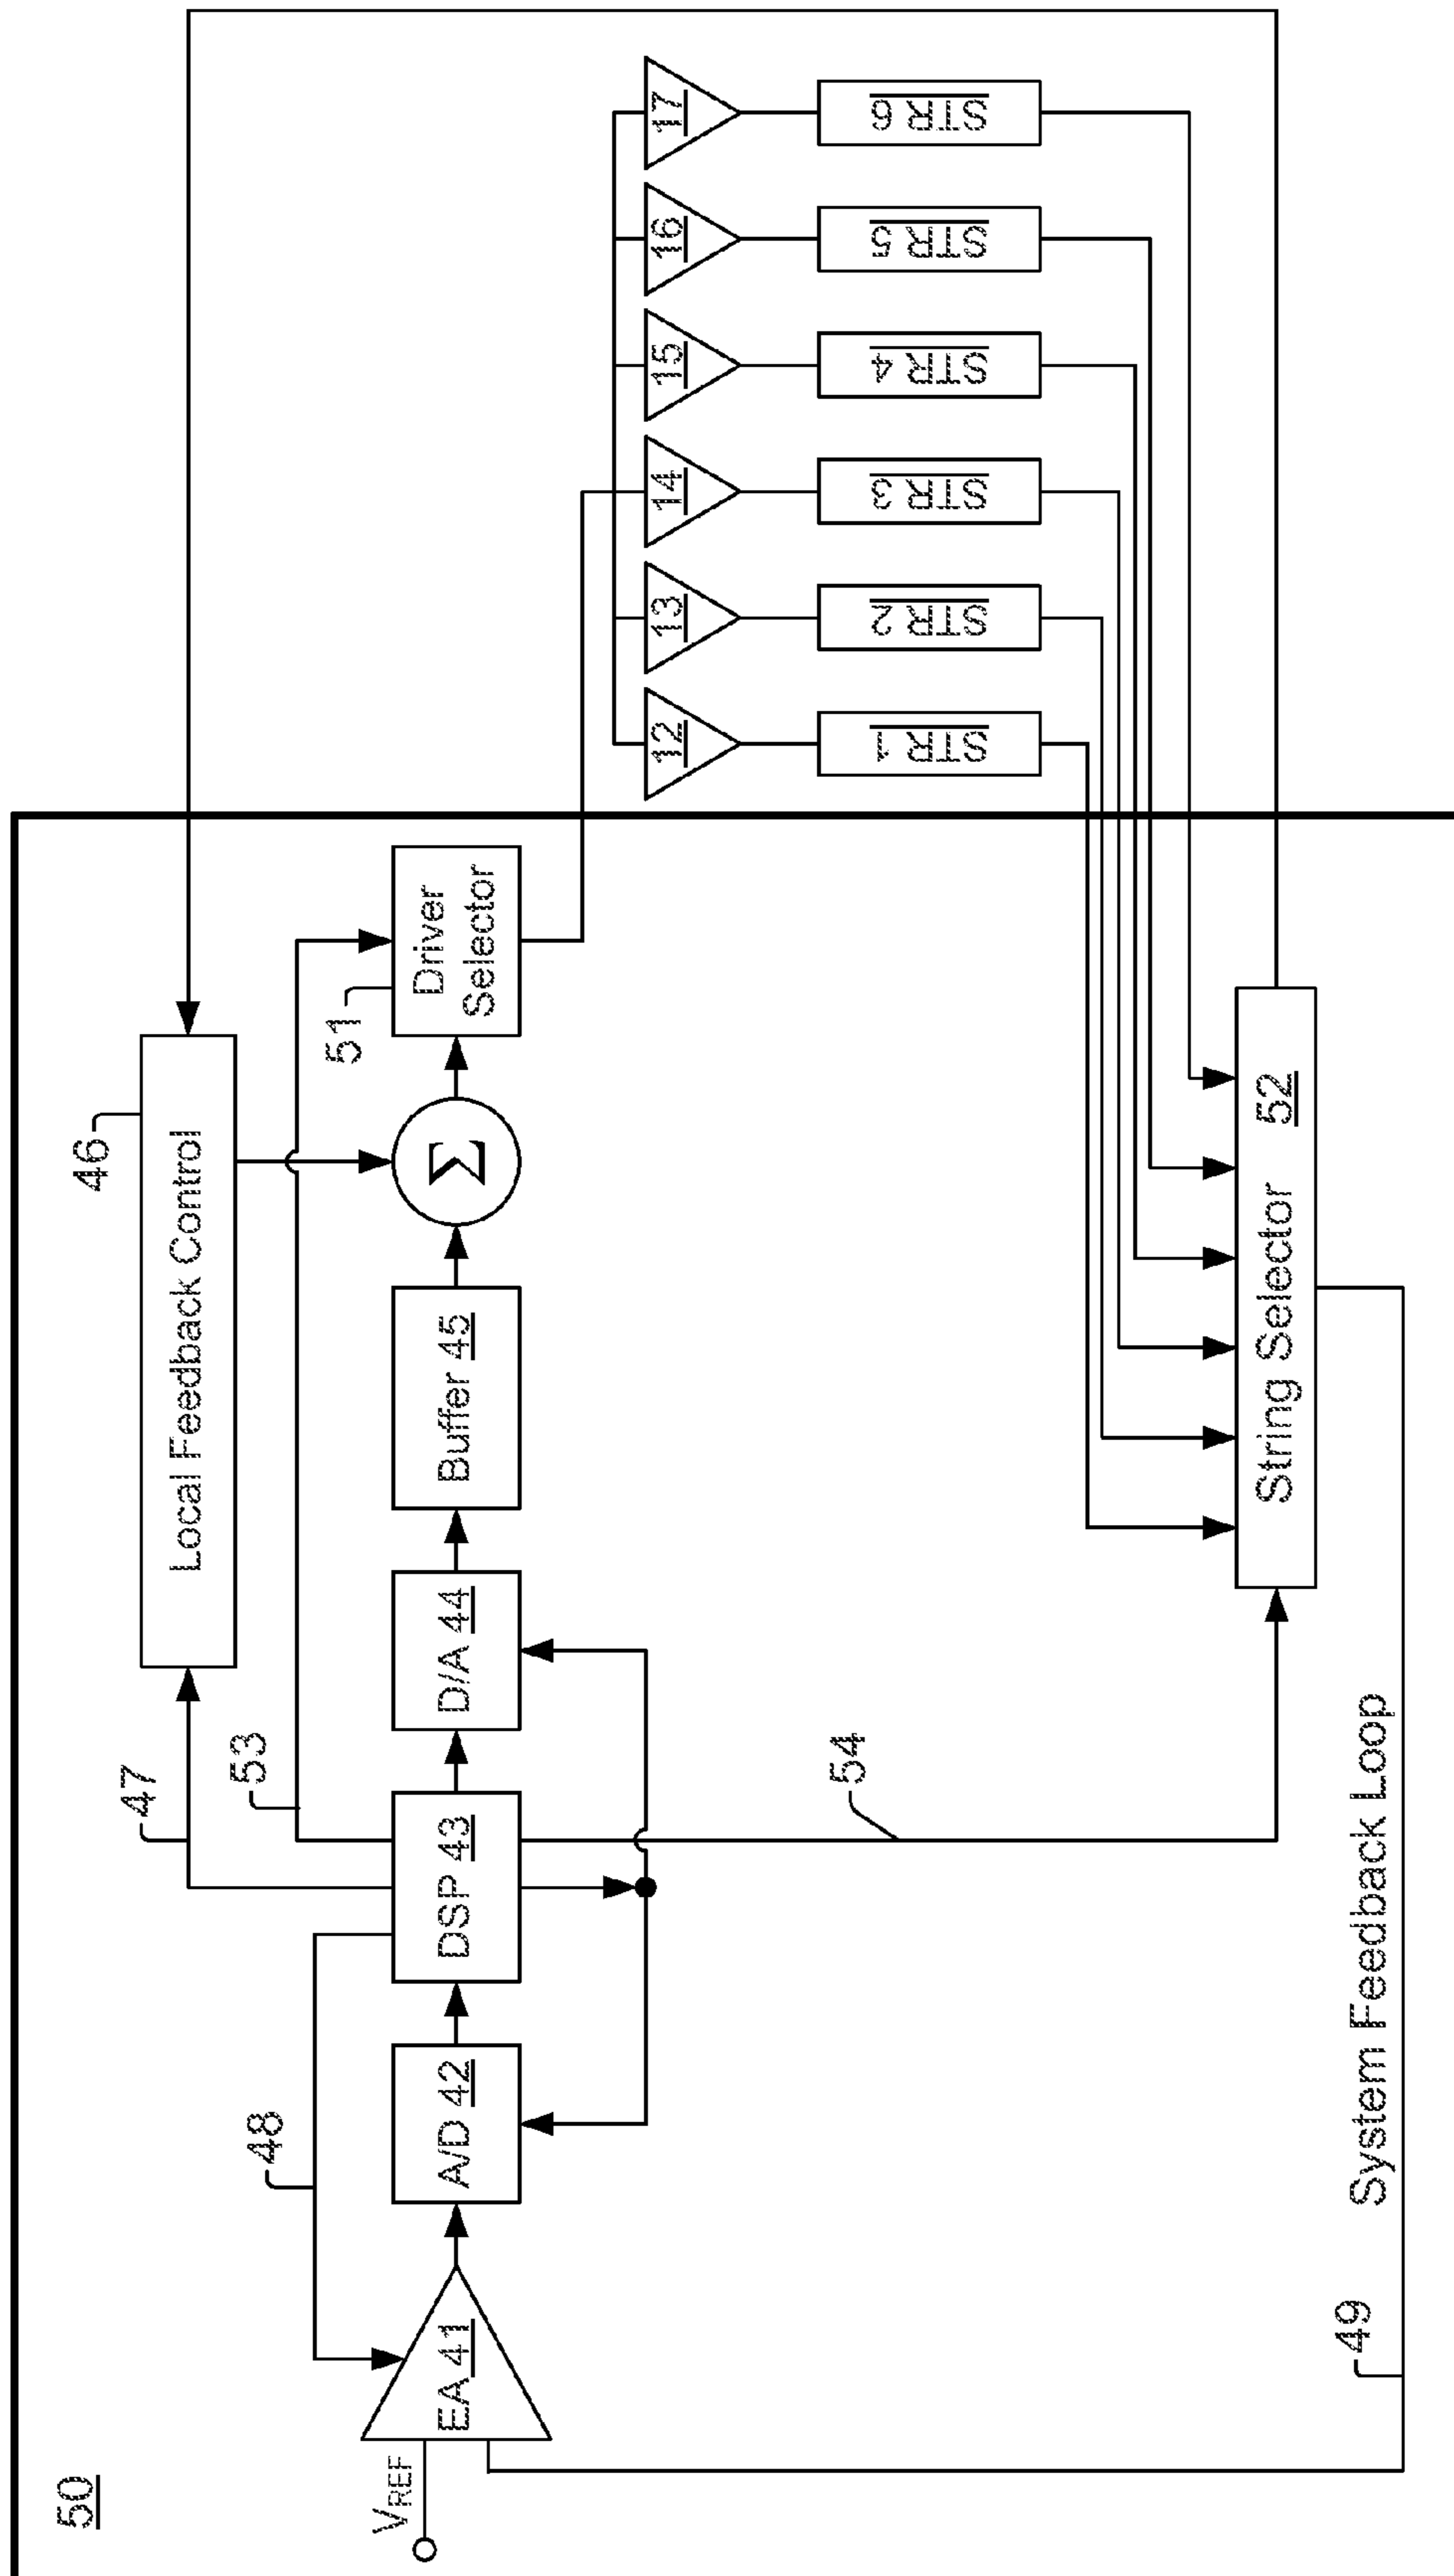 50
46
Local Feedback Control
47
53
48
51
Driver
Selector
VREF
EA 41
A/D 42
DSP 43
D/A 44
Buffer 45
Σ
12
13
14
15
16
17
STR 1
STR 2
STR 3
STR 4
STR 5
STR 6
54
String Selector 52
System Feedback Loop
49